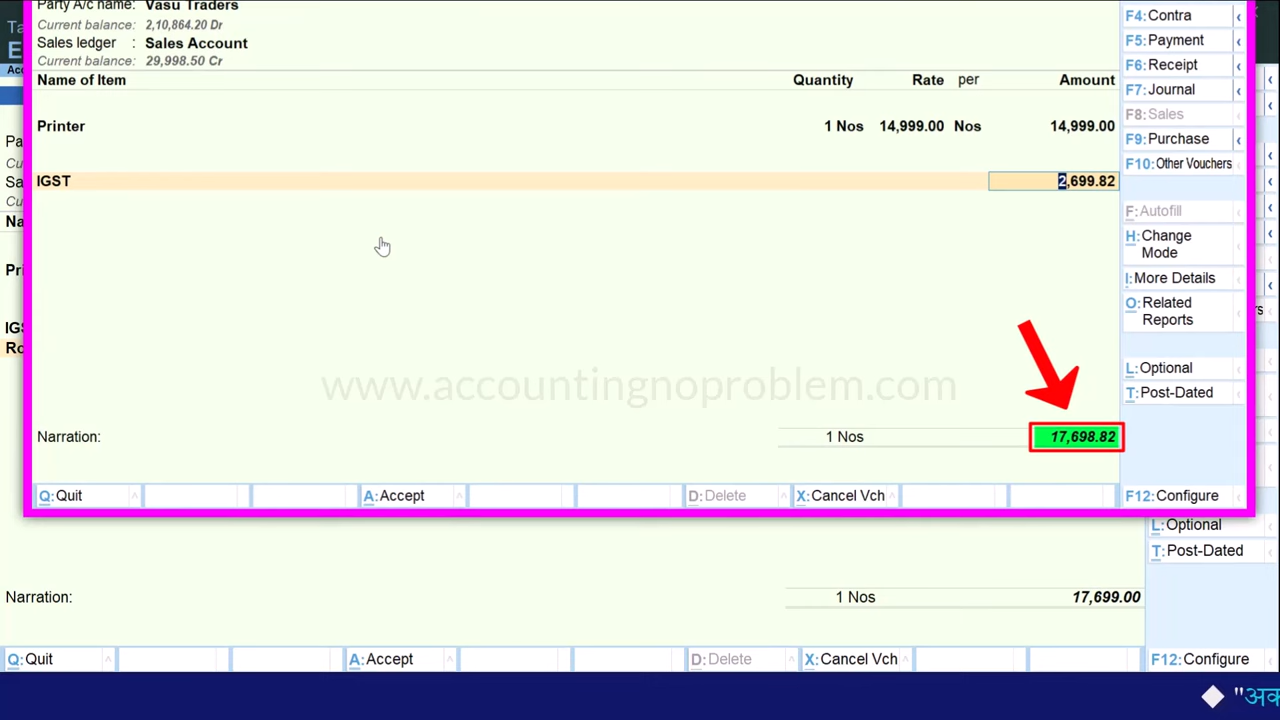 Party A/c name: Vasu Traders
Current balance: 2,10,864.20 Dr
Sales ledger : Sales Account
Current balance: 29,998.50 Cr
Name of Item Quantity Rate per Amount
Printer 1 Nos 14,999.00 Nos 14,999.00
IGST 2,699.82
www.accountingnoproblem.com
Narration: 1 Nos 17,698.82
Q:Quit A:Accept D:Delete X:Cancel Vch F12:Configure
F4:Contra
F5:Payment
F6:Receipt
F7:Journal
F8:Sales
F9:Purchase
F10:Other Vouchers
F:Autofill
H:Change
Mode
I:More Details
O:Related
Reports
L:Optional
T:Post-Dated
L:Optional
T:Post-Dated
Narration: 1 Nos 17,699.00
Q:Quit A:Accept D:Delete X:Cancel Vch F12:Configure